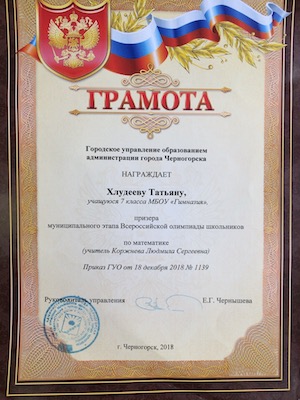 ГРАМОТА
Городское управление образованием
администрации города Черногорска
НАГРАЖДАЕТ
Хлудееву Татьяну,
учащуюся 7 класса МБОУ «Гимназия»,
призера
муниципального этапа Всероссийской олимпиады школьников
по математике
(учитель Коржнева Людмила Сергеевна)
Приказ ГУО от 18 декабря 2018 № 1139
Руководитель управления Е.Г. Чернышева
г. Черногорск, 2018